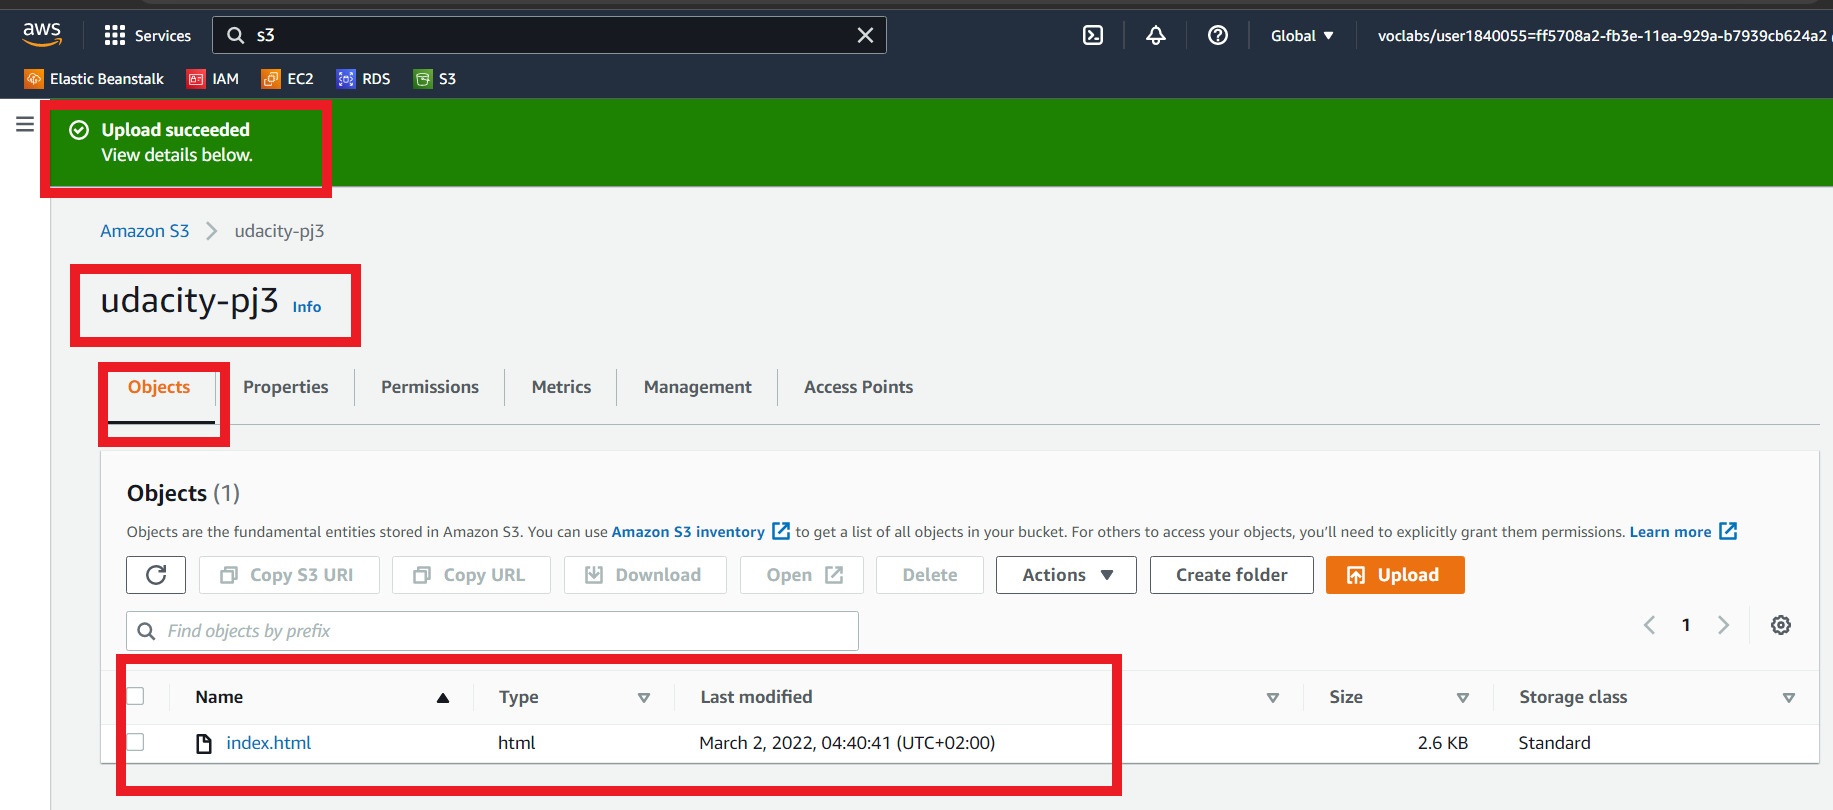 aws Services s3 Global voclabs/user1840055=ff5708a2-fb3e-11ea-929a-b7939cb624a2
Elastic Beanstalk IAM EC2 RDS S3
Upload succeeded
View details below.
Amazon S3 udacity-pj3
udacity-pj3 Info
Objects Properties Permissions Metrics Management Access Points
Objects (1)
Objects are the fundamental entities stored in Amazon S3. You can use Amazon S3 inventory to get a list of all objects in your bucket. For others to access your objects, you'll need to explicitly grant them permissions. Learn more
Copy S3 URI Copy URL Download Open Delete Actions Create folder Upload
Find objects by prefix 1
Name Type Last modified Size Storage class
index.html html March 2, 2022, 04:40:41 (UTC+02:00) 2.6 KB Standard